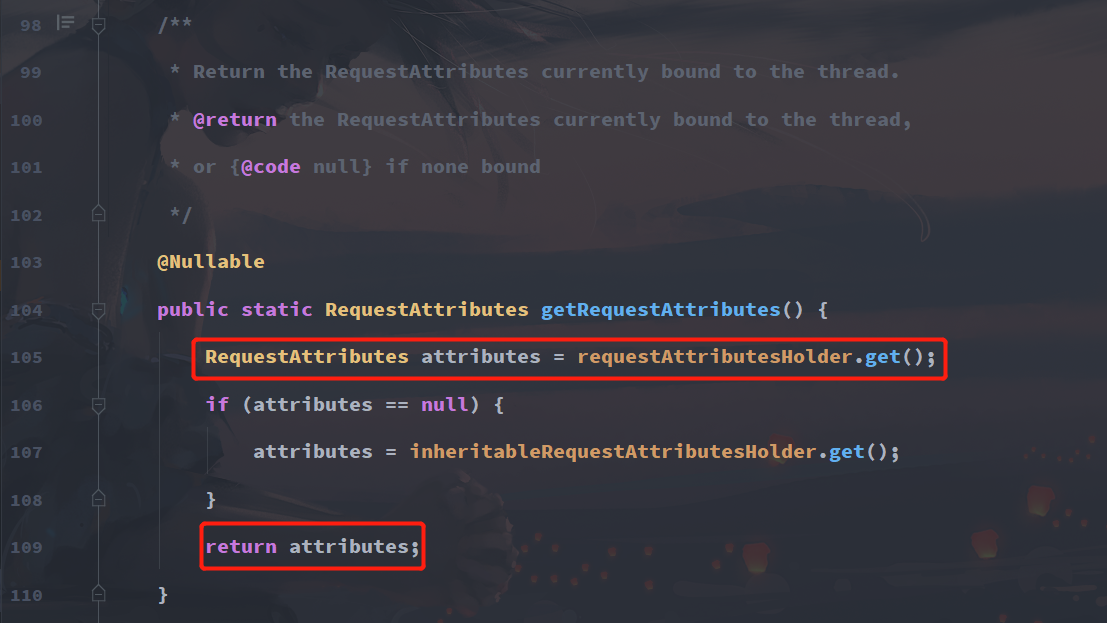 98 /**
99 * Return the RequestAttributes currently bound to the thread.
100 * @return the RequestAttributes currently bound to the thread,
101 * or {@code null} if none bound
102 */
103 @Nullable
104 public static RequestAttributes getRequestAttributes() {
105 RequestAttributes attributes = requestAttributesHolder.get();
106 if (attributes == null) {
107 attributes = inheritableRequestAttributesHolder.get();
108 }
109 return attributes;
110 }